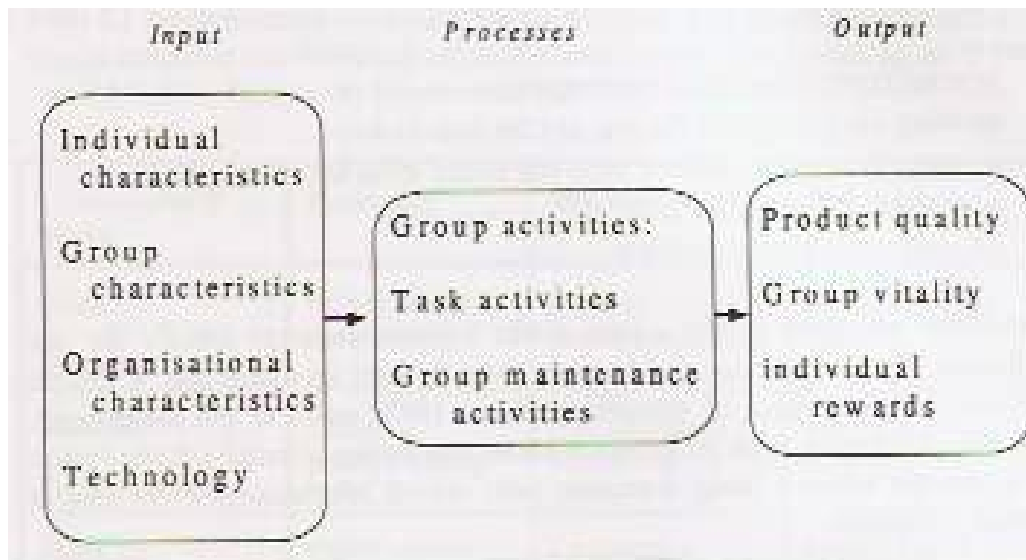 Input
Processes
Output
Individual
characteristics
Group
characteristics
Organisational
characteristics
Technology
Group activities:
Task activities
Group maintenance
activities
Product quality
Group vitality
individual
rewards